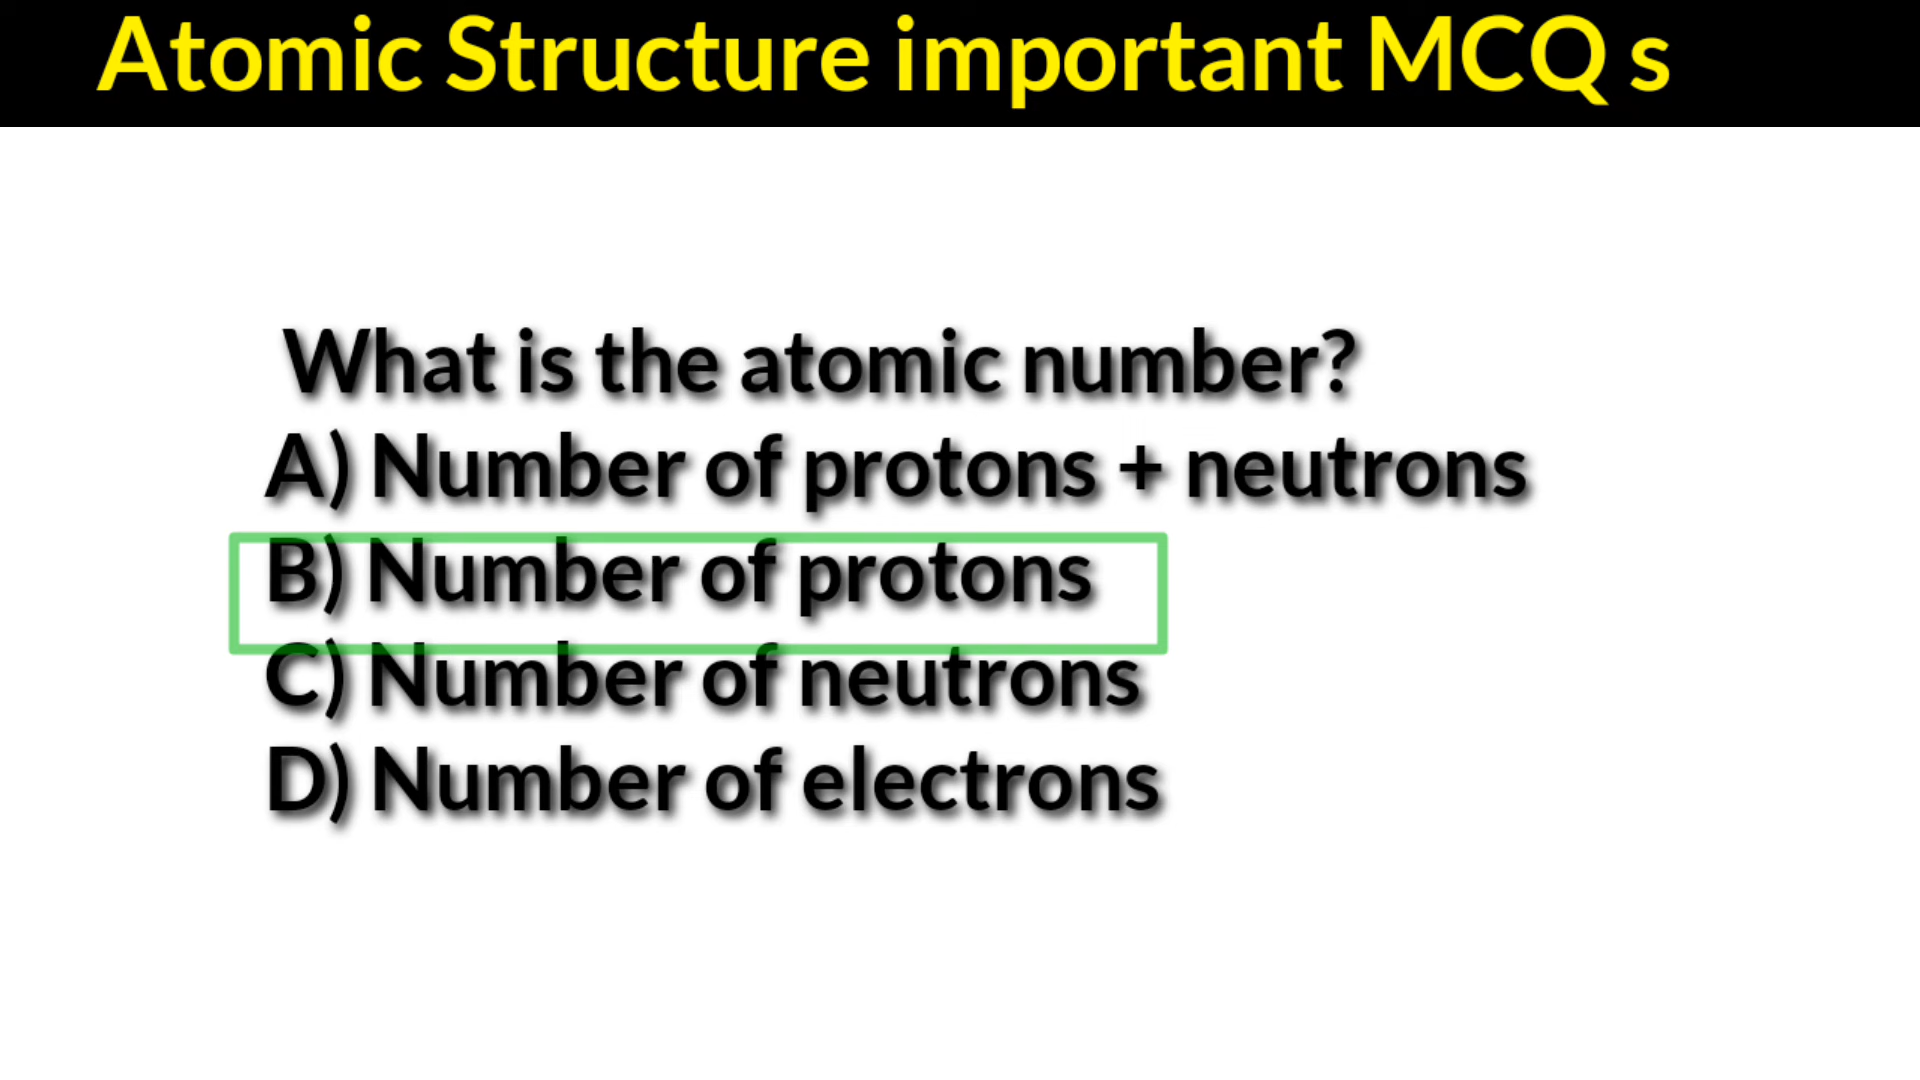 Atomic Structure important MCQ s
What is the atomic number?
A) Number of protons + neutrons
B) Number of protons
C) Number of neutrons
D) Number of electrons